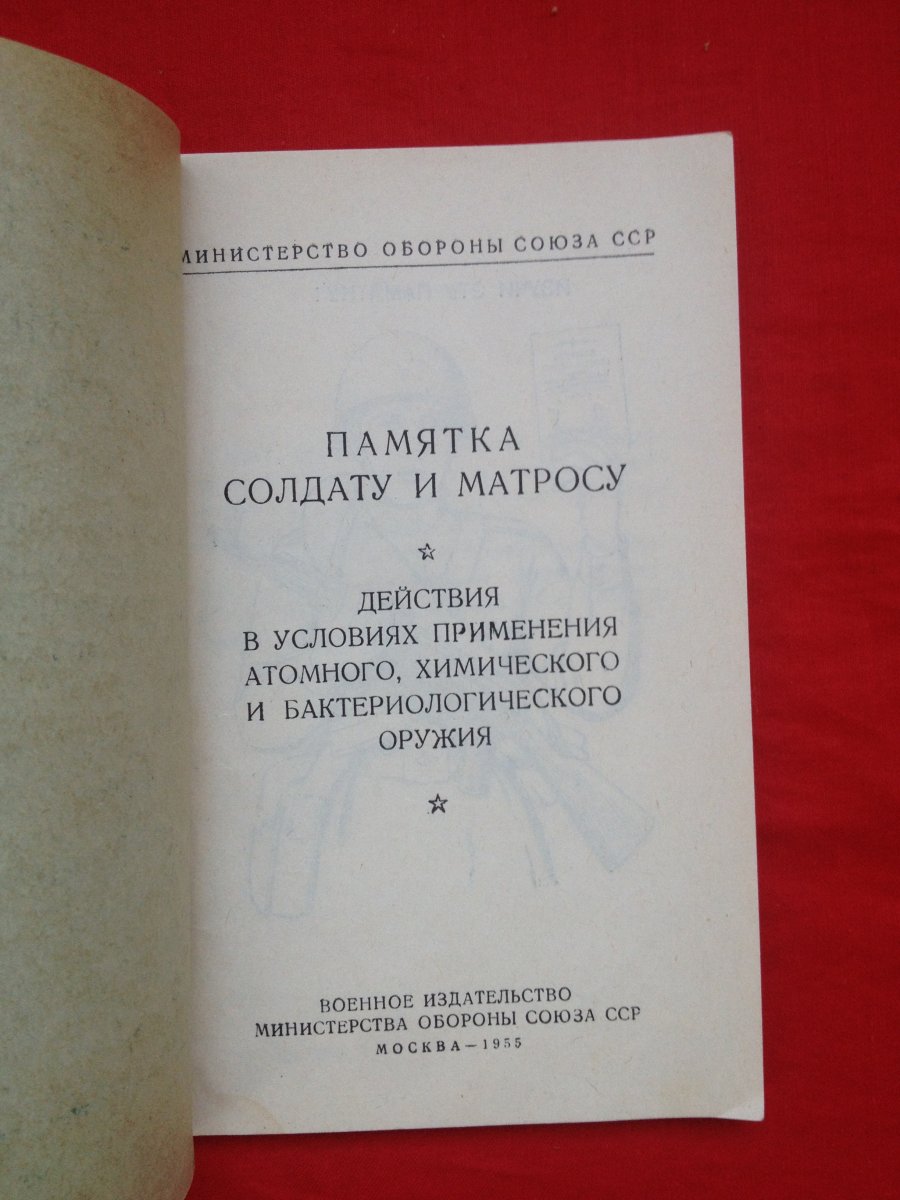 МИНИСТЕРСТВО ОБОРОНЫ СОЮЗА ССР
ПАМЯТКА
СОЛДАТУ И МАТРОСУ
ДЕЙСТВИЯ
В УСЛОВИЯХ ПРИМЕНЕНИЯ
АТОМНОГО, ХИМИЧЕСКОГО
И БАКТЕРИОЛОГИЧЕСКОГО
ОРУЖИЯ
ВОЕННОЕ ИЗДАТЕЛЬСТВО
МИНИСТЕРСТВА ОБОРОНЫ СОЮЗА ССР
МОСКВА — 1955